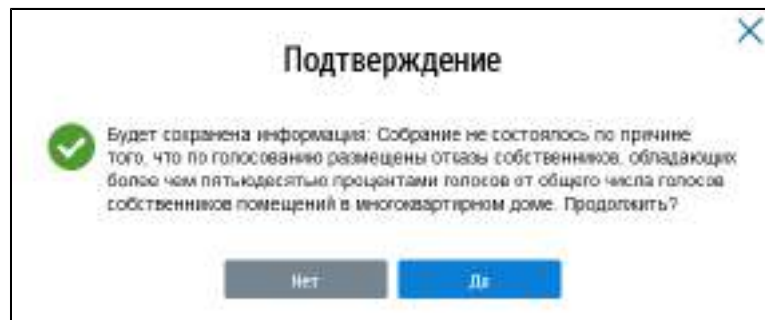 Подтверждение
Будет сохранена информация: Собрание не состоялось по причине
того, что по голосованию размещены отказы собственников, обладающих
более чем пятьюдесятью процентами голосов от общего числа голосов
собственников помещений в многоквартирном доме. Продолжить?
Нет
Да